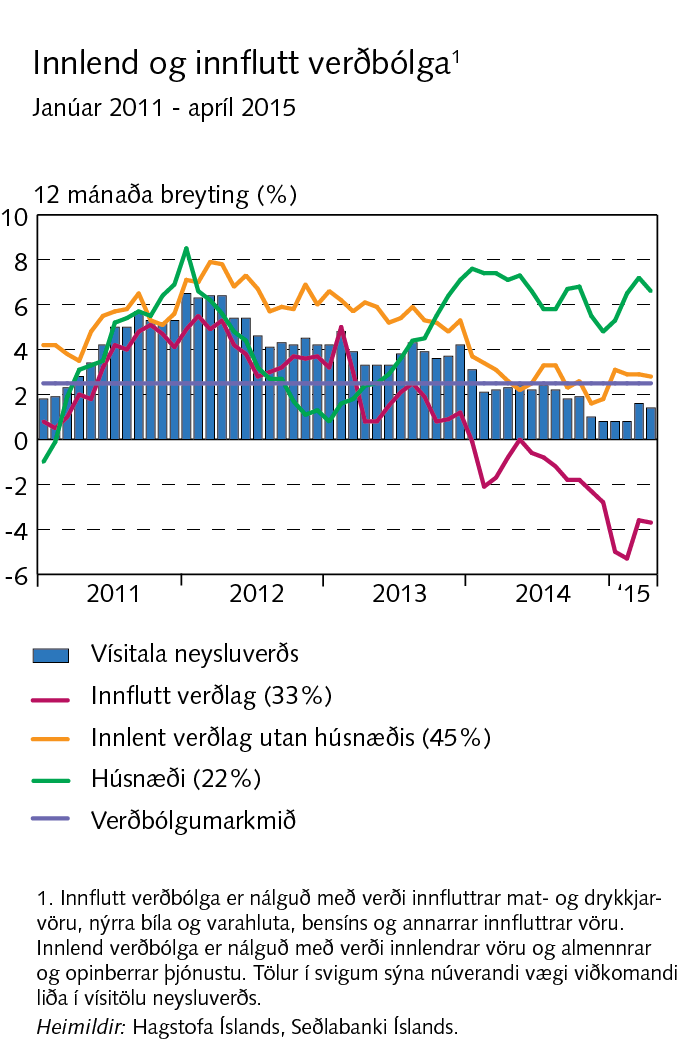 Innlend og innflutt verðbólga¹
Janúar 2011 - apríl 2015
12 mánaða breyting (%)
10
8
6
4
2
0
-2
-4
-6
2011 2012 2013 2014 '15
Vísitala neysluverðs
Innflutt verðlag (33%)
Innlent verðlag utan húsnæðis (45%)
Húsnæði (22%)
Verðbólgumarkmið
1. Innflutt verðbólga er nálguð með verði innfluttrar mat- og drykkjar-
vöru, nýrra bíla og varahluta, bensíns og annarrar innfluttrar vöru.
Innlend verðbólga er nálguð með verði innlendrar vöru og almennrar
og opinberrar þjónustu. Tölur í svigum sýna núverandi vægi viðkomandi
liða í vísitölu neysluverðs.
Heimildir: Hagstofa Íslands, Seðlabanki Íslands.